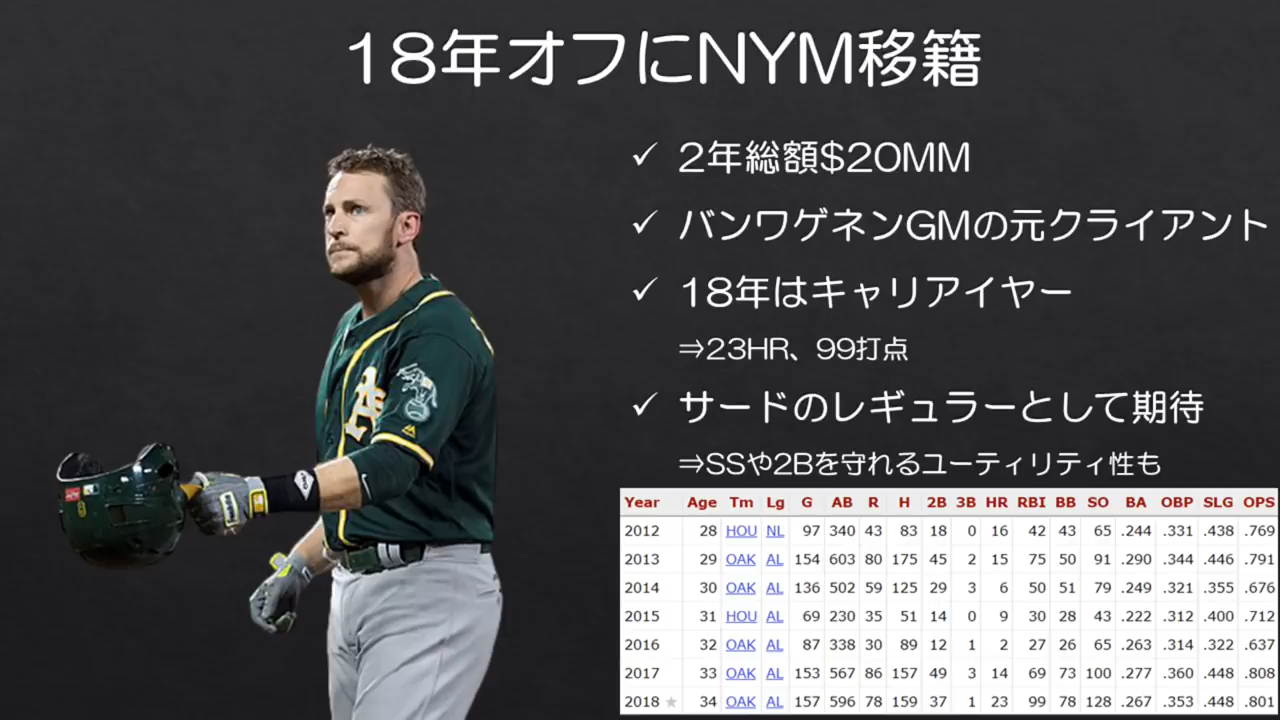 18年オフにNYM移籍
✓ 2年総額$20MM
✓ バンワゲネンGMの元クライアント
✓ 18年はキャリアイヤー
⇒23HR、99打点
✓ サードのレギュラーとして期待
⇒SSや2Bを守れるユーティリティ性も
Year Age Tm Lg G AB R H 2B 3B HR RBI BB SO BA OBP SLG OPS
2012 28 HOU NL 97 340 43 83 18 0 16 42 43 65 .244 .331 .438 .769
2013 29 OAK AL 154 603 80 175 45 2 15 75 50 91 .290 .344 .446 .791
2014 30 OAK AL 136 502 59 125 29 3 6 50 51 79 .249 .321 .355 .676
2015 31 HOU AL 69 230 35 51 14 0 9 30 28 43 .222 .312 .400 .712
2016 32 OAK AL 87 338 30 89 12 1 2 27 26 65 .263 .314 .322 .637
2017 33 OAK AL 153 567 86 157 49 3 14 69 73 100 .277 .360 .448 .808
2018 ★ 34 OAK AL 157 596 78 159 37 1 23 99 78 128 .267 .353 .448 .801